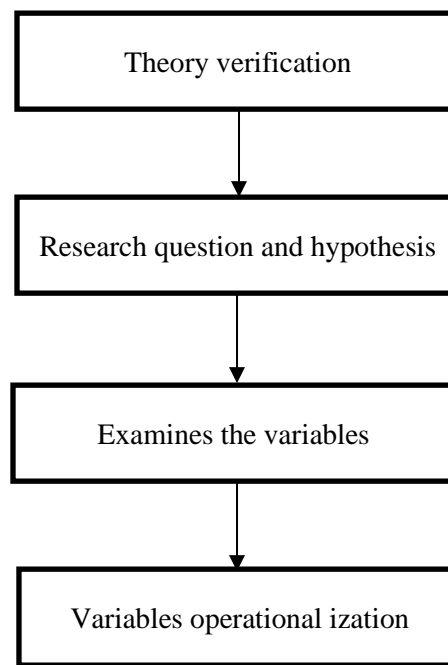 Theory verification
Research question and hypothesis
Examines the variables
Variables operational ization